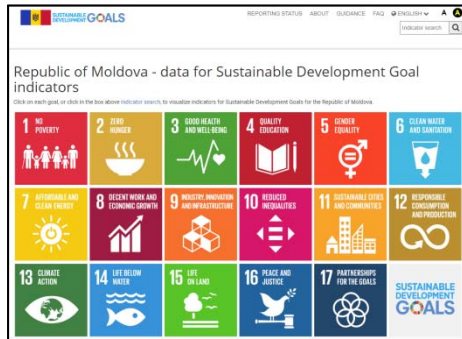 SUSTAINABLE DEVELOPMENT GOALS
REPORTING STATUS ABOUT GUIDANCE FAQ ENGLISH A A
indicator search
Republic of Moldova - data for Sustainable Development Goal
indicators
Click on each goal, or click in the box above indicator search, to visualize indicators for Sustainable Development Goals for the Republic of Moldova.
1 NO
POVERTY
2 ZERO
HUNGER
3 GOOD HEALTH
AND WELL-BEING
4 QUALITY
EDUCATION
5 GENDER
EQUALITY
6 CLEAN WATER
AND SANITATION
7 AFFORDABLE AND
CLEAN ENERGY
8 DECENT WORK AND
ECONOMIC GROWTH
9 INDUSTRY, INNOVATION
AND INFRASTRUCTURE
10 REDUCED
INEQUALITIES
11 SUSTAINABLE CITIES
AND COMMUNITIES
12 RESPONSIBLE
CONSUMPTION
AND PRODUCTION
13 CLIMATE
ACTION
14 LIFE BELOW
WATER
15 LIFE
ON LAND
16 PEACE AND
JUSTICE
17 PARTNERSHIPS
FOR THE GOALS
SUSTAINABLE
DEVELOPMENT
GOALS